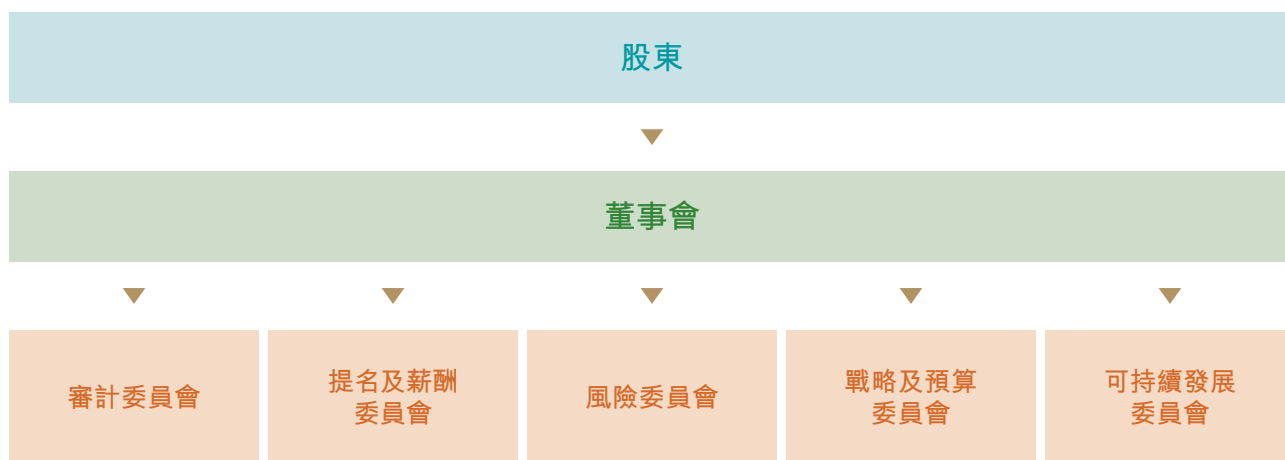 股東
董事會
審計委員會
提名及薪酬
委員會
風險委員會
戰略及預算
委員會
可持續發展
委員會